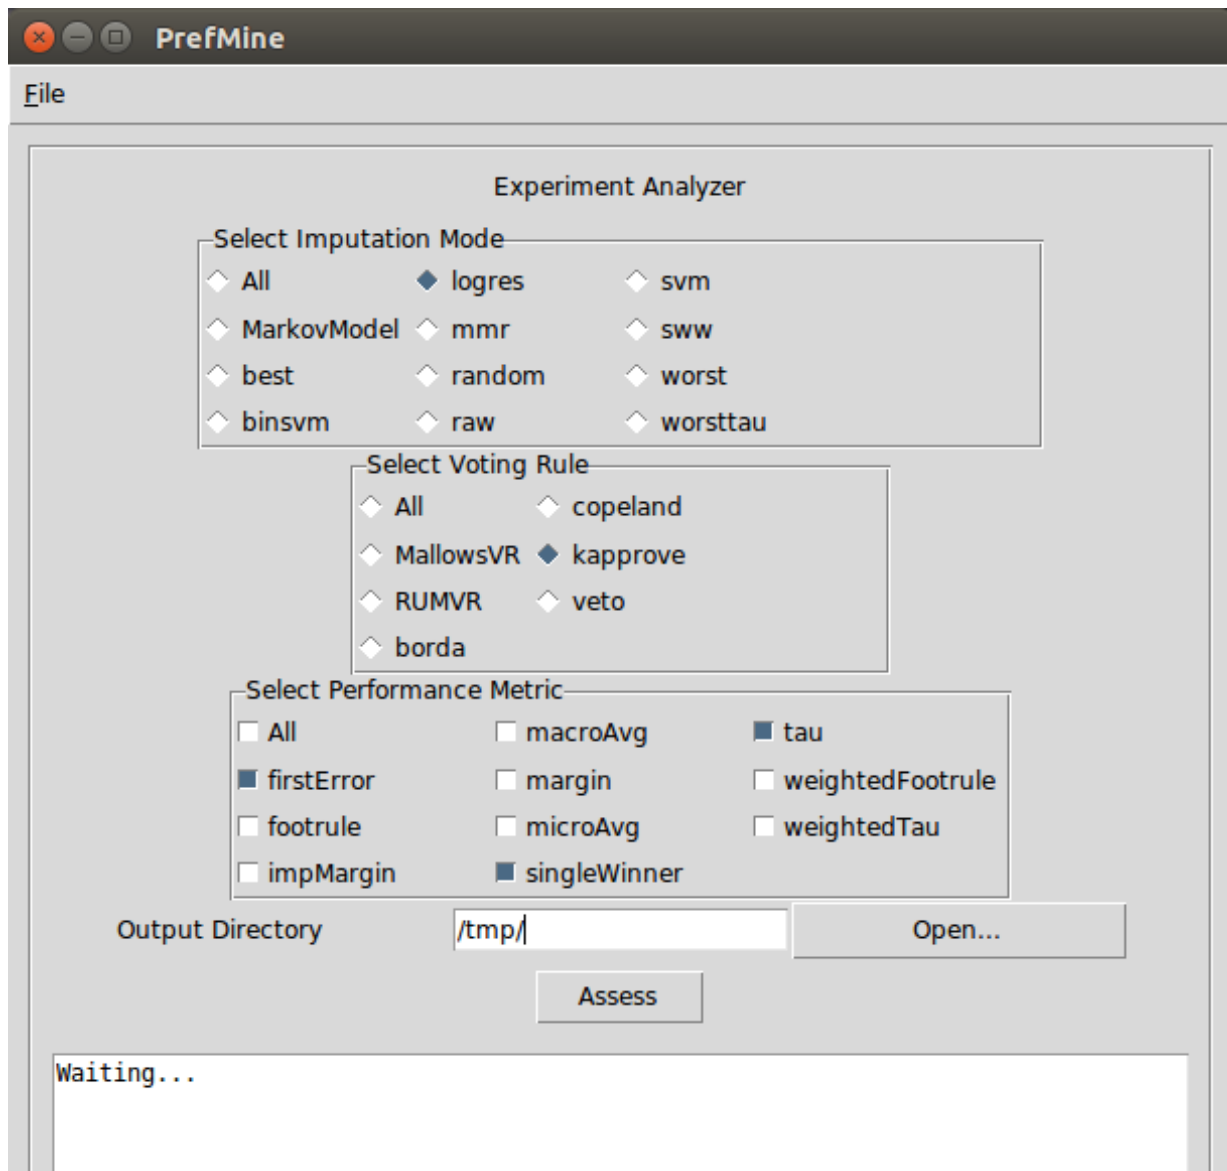 PrefMine
File
Experiment Analyzer
Select Imputation Mode
All logres svm
MarkovModel mmr sww
best random worst
binsvm raw worsttau
Select Voting Rule
All copeland
MallowsVR kapprove
RUMVR veto
borda
Select Performance Metric
All macroAvg tau
firstError margin weightedFootrule
footrule microAvg weightedTau
impMargin singleWinner
Output Directory /tmp/ Open...
Assess
Waiting...